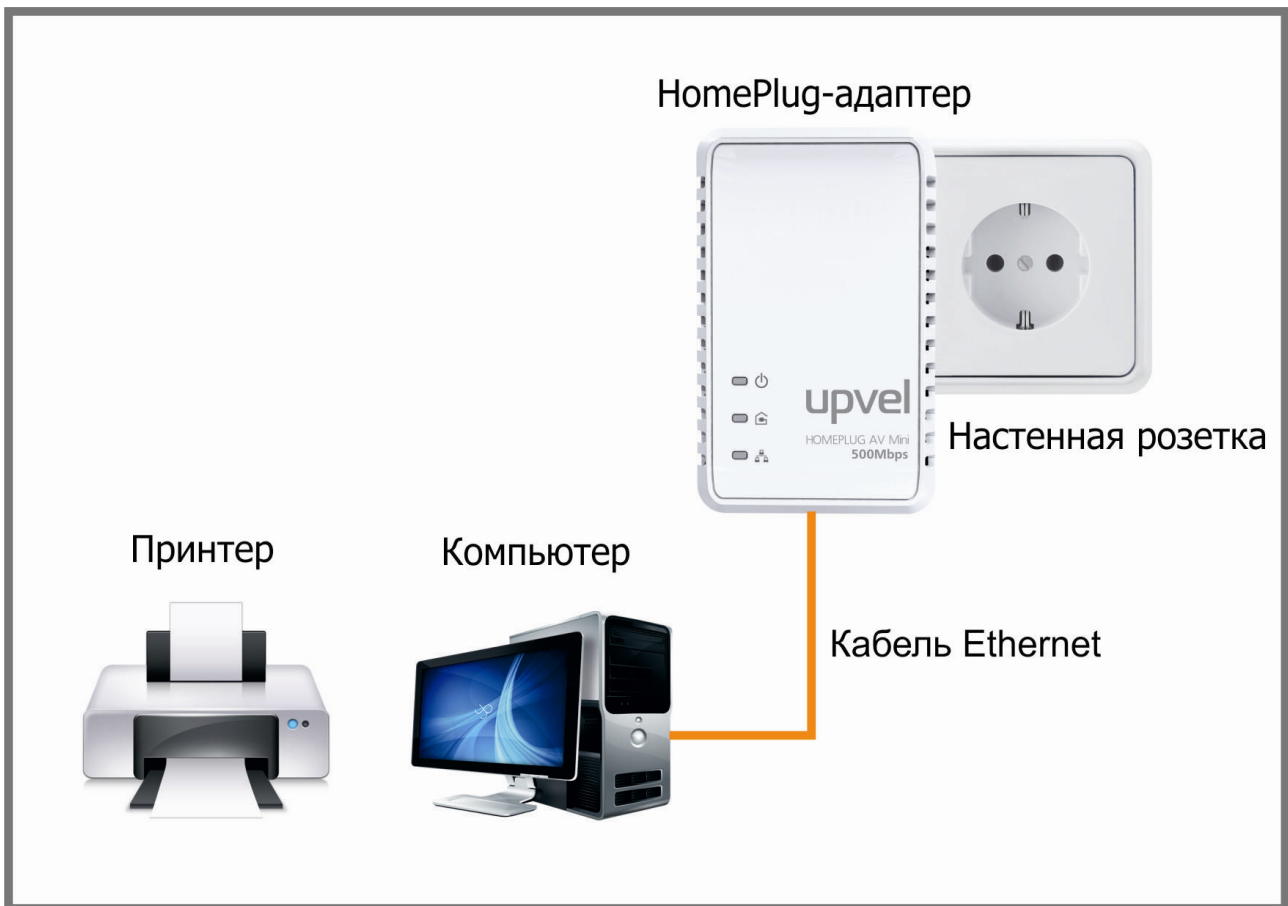 HomePlug-адаптер
upvel
HOMEPLUG AV Mini
500Mbps
Настенная розетка
Принтер
Компьютер
Кабель Ethernet